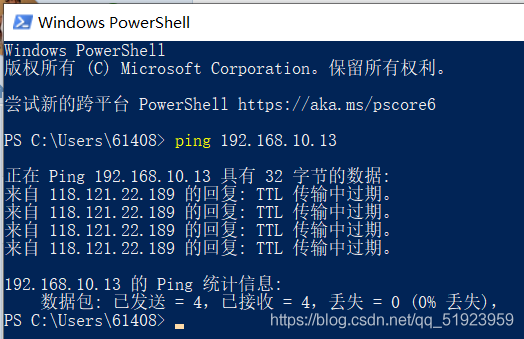 Windows PowerShell
Windows PowerShell
版权所有 (C) Microsoft Corporation。保留所有权利。
尝试新的跨平台 PowerShell https://aka.ms/pscore6
PS C:\Users\61408> ping 192.168.10.13
正在 Ping 192.168.10.13 具有 32 字节的数据:
来自 118.121.22.189 的回复: TTL 传输中过期。
来自 118.121.22.189 的回复: TTL 传输中过期。
来自 118.121.22.189 的回复: TTL 传输中过期。
来自 118.121.22.189 的回复: TTL 传输中过期。
192.168.10.13 的 Ping 统计信息:
数据包: 已发送 = 4，已接收 = 4，丢失 = 0 (0% 丢失)，
PS C:\Users\61408>
https://blog.csdn.net/qq_51923959